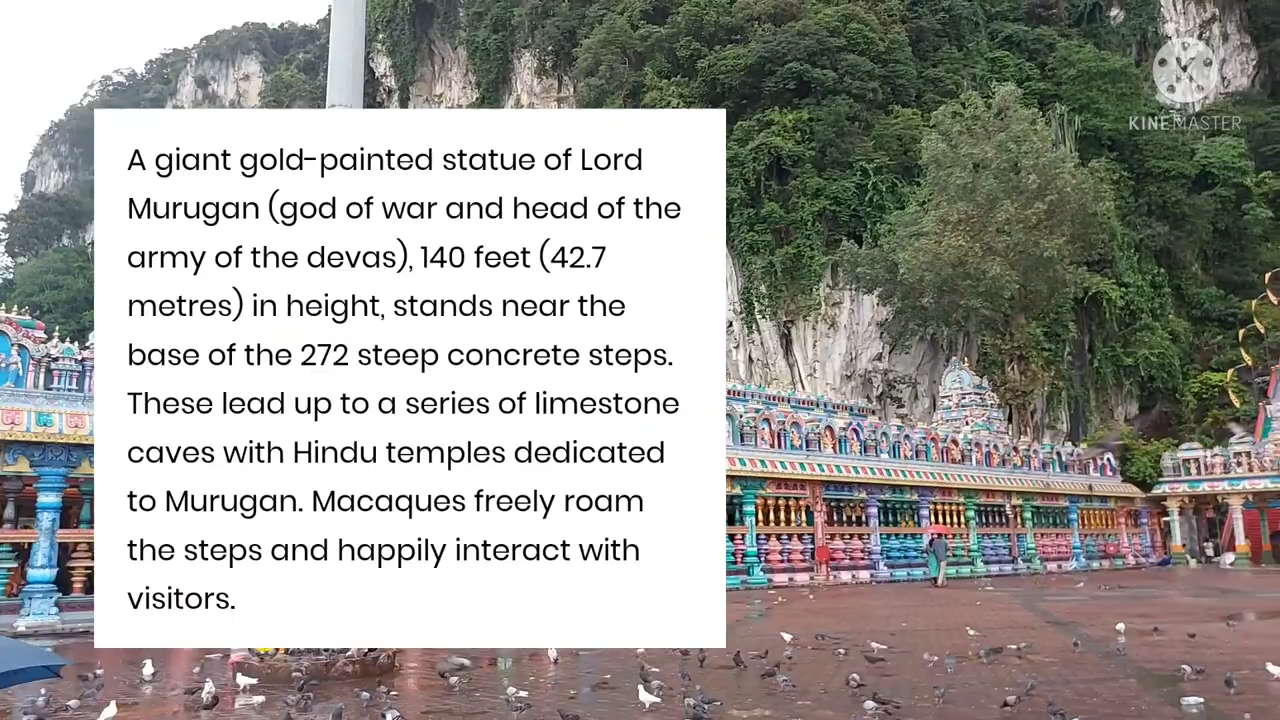 A giant gold-painted statue of Lord
Murugan (god of war and head of the
army of the devas), 140 feet (42.7
metres) in height, stands near the
base of the 272 steep concrete steps.
These lead up to a series of limestone
caves with Hindu temples dedicated
to Murugan. Macaques freely roam
the steps and happily interact with
visitors.
KINEMASTER